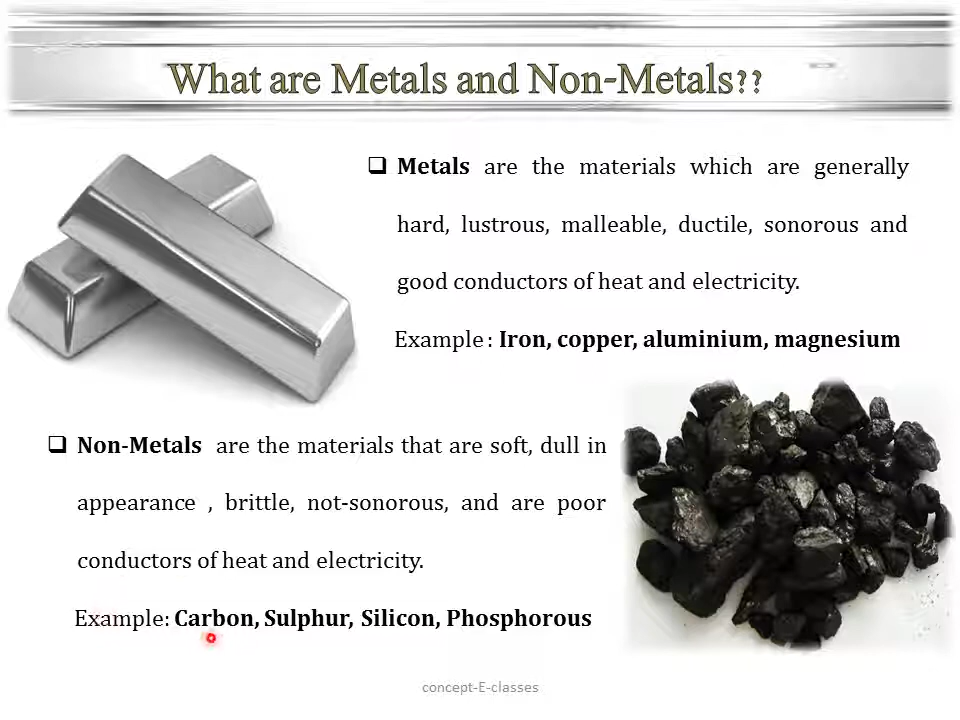 What are Metals and Non-Metals??
❑ Metals are the materials which are generally
hard, lustrous, malleable, ductile, sonorous and
good conductors of heat and electricity.
Example : Iron, copper, aluminium, magnesium
❑ Non-Metals are the materials that are soft, dull in
appearance , brittle, not-sonorous, and are poor
conductors of heat and electricity.
Example: Carbon, Sulphur, Silicon, Phosphorous
concept-E-classes